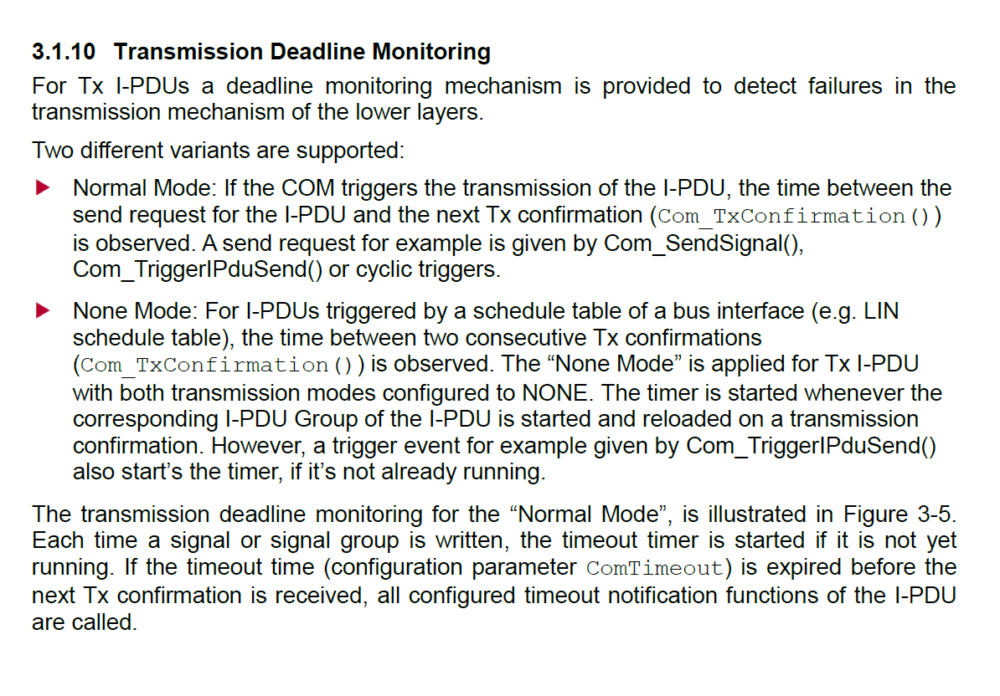 3.1.10 Transmission Deadline Monitoring
For Tx I-PDUs a deadline monitoring mechanism is provided to detect failures in the
transmission mechanism of the lower layers.
Two different variants are supported:
Normal Mode: If the COM triggers the transmission of the I-PDU, the time between the
send request for the I-PDU and the next Tx confirmation (Com_TxConfirmation())
is observed. A send request for example is given by Com_SendSignal(),
Com_TriggerIPduSend() or cyclic triggers.
None Mode: For I-PDUs triggered by a schedule table of a bus interface (e.g. LIN
schedule table), the time between two consecutive Tx confirmations
(Com_TxConfirmation()) is observed. The “None Mode” is applied for Tx I-PDU
with both transmission modes configured to NONE. The timer is started whenever the
corresponding I-PDU Group of the I-PDU is started and reloaded on a transmission
confirmation. However, a trigger event for example given by Com_TriggerIPduSend()
also start’s the timer, if it’s not already running.
The transmission deadline monitoring for the “Normal Mode”, is illustrated in Figure 3-5.
Each time a signal or signal group is written, the timeout timer is started if it is not yet
running. If the timeout time (configuration parameter ComTimeout) is expired before the
next Tx confirmation is received, all configured timeout notification functions of the I-PDU
are called.